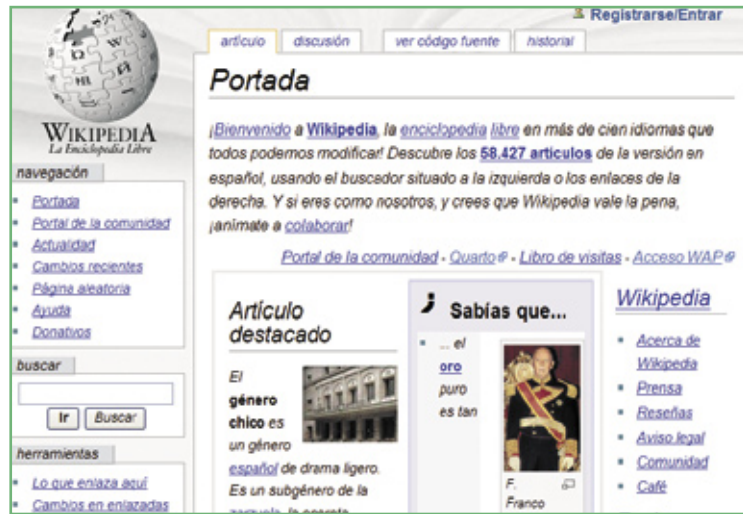 Registrarse/Entrar
artículo discusión ver código fuente historial
WIKIPEDIA
La Enciclopedia Libre
navegación
Portada
Portal de la comunidad
Actualidad
Cambios recientes
Página aleatoria
Ayuda
Donativos
buscar
Ir Buscar
herramientas
Lo que enlaza aquí
Cambios en enlazadas
Portada
¡Bienvenido a Wikipedia, la enciclopedia libre en más de cien idiomas que
todos podemos modificar! Descubre los 58.427 artículos de la versión en
español, usando el buscador situado a la izquierda o los enlaces de la
derecha. Y si eres como nosotros, y crees que Wikipedia vale la pena,
¡anímate a colaborar!
Portal de la comunidad - Quarto - Libro de visitas - Acceso WAP
Artículo
destacado
El
género
chico es
un género
español de drama ligero.
Es un subgénero de la
zarzuela, la opereta
Sabías que...
... el
oro
puro
es tan
F.
Franco
Wikipedia
Acerca de
Wikipedia
Prensa
Reseñas
Aviso legal
Comunidad
Café